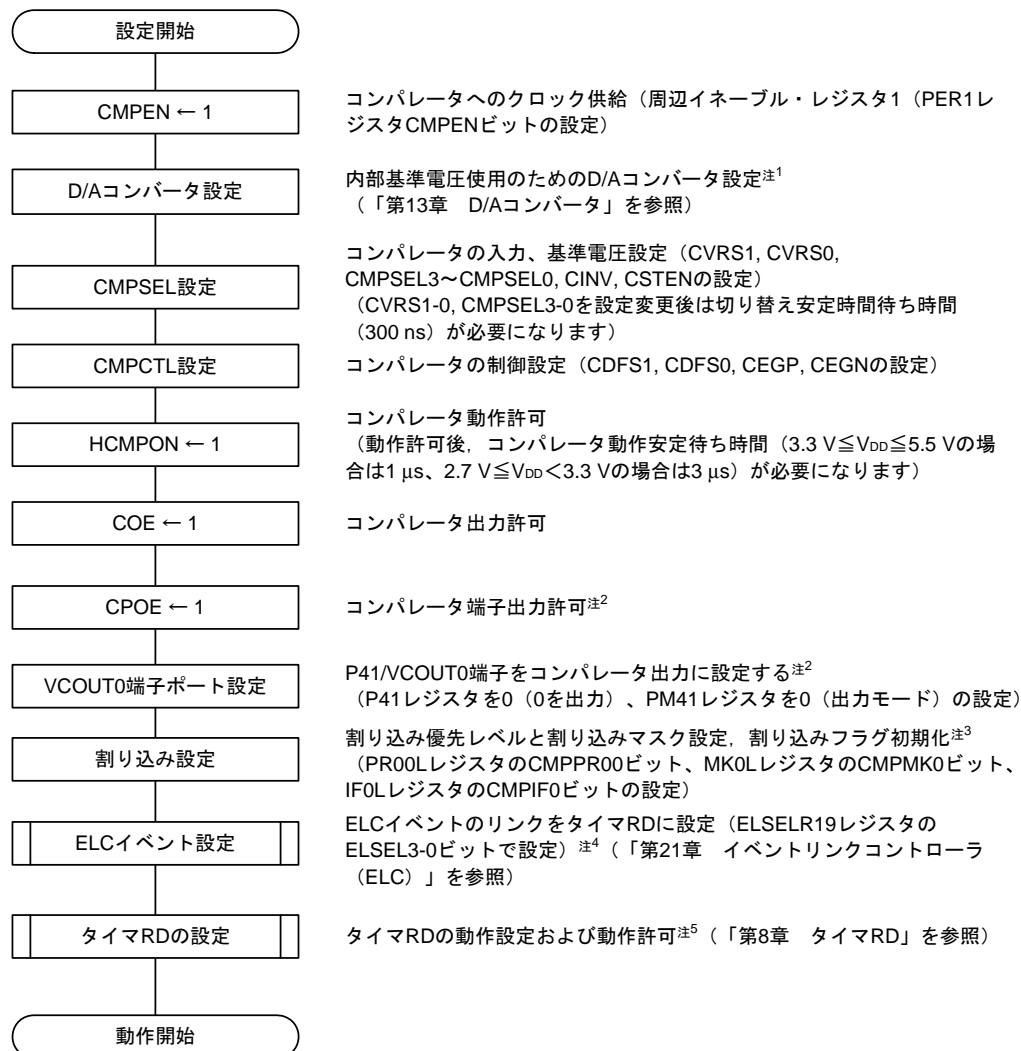 設定開始
CMPEN ← 1
コンパレータへのクロック供給（周辺イネーブル・レジスタ1（PER1レ
ジスタCMPENビットの設定）
D/Aコンバータ設定
内部基準電圧使用のためのD/Aコンバータ設定注1
（「第13章　D/Aコンバータ」を参照）
CMPSEL設定
コンパレータの入力、基準電圧設定（CVRS1, CVRS0,
CMPSEL3～CMPSEL0, CINV, CSTENの設定）
（CVRS1-0, CMPSEL3-0を設定変更後は切り替え安定時間待ち時間
（300 ns）が必要になります）
CMPCTL設定
コンパレータの制御設定（CDFS1, CDFS0, CEGP, CEGNの設定）
HCMPON ← 1
コンパレータ動作許可
（動作許可後，コンパレータ動作安定待ち時間（3.3 V≦VDD≦5.5 Vの場
合は1 μs、2.7 V≦VDD＜3.3 Vの場合は3 μs）が必要になります）
COE ← 1
コンパレータ出力許可
CPOE ← 1
コンパレータ端子出力許可注2
VCOUT0端子ポート設定
P41/VCOUT0端子をコンパレータ出力に設定する注2
（P41レジスタを0（0を出力）、PM41レジスタを0（出力モード）の設定）
割り込み設定
割り込み優先レベルと割り込みマスク設定，割り込みフラグ初期化注3
（PR00LレジスタのCMPPR00ビット、MK0LレジスタのCMPMK0ビット、
IF0LレジスタのCMPIF0ビットの設定）
ELCイベント設定
ELCイベントのリンクをタイマRDに設定（ELSELR19レジスタの
ELSEL3-0ビットで設定）注4（「第21章　イベントリンクコントローラ
（ELC）」を参照）
タイマRDの設定
タイマRDの動作設定および動作許可注5（「第8章　タイマRD」を参照）
動作開始